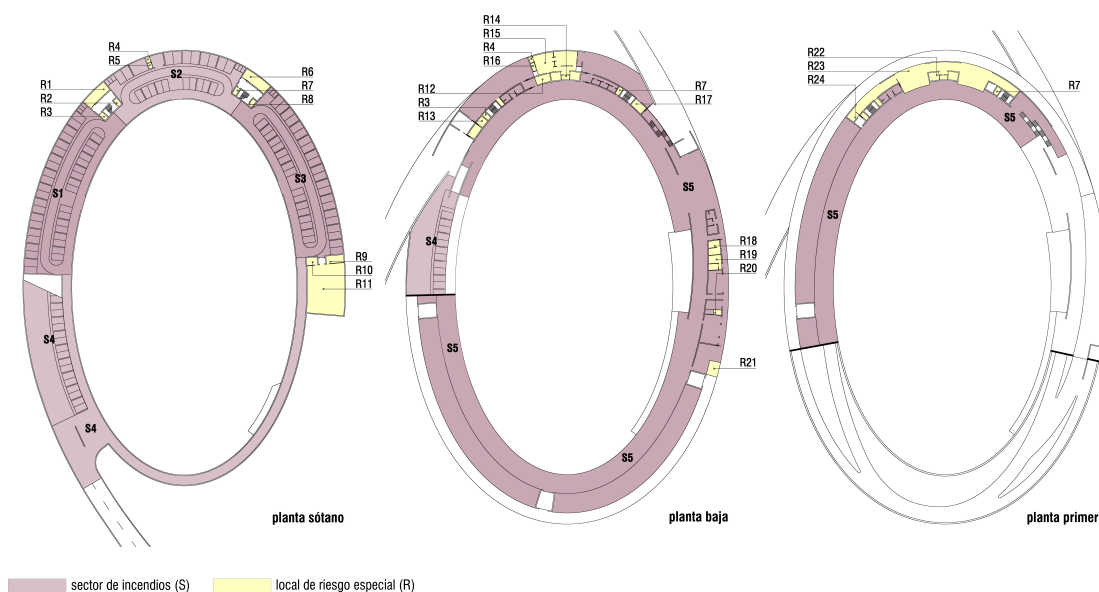 R4
R5
S2
R6
R1
R7
R2
R8
R3
S1
S3
R9
R10
R11
S4
S4
planta sótano
R14
R15
R4
R16
R12
R7
R3
R17
R13
S5
S4
R18
R19
R20
S5
R21
S5
planta baja
R22
R23
R24
R7
S5
S5
planta primer
sector de incendios (S)
local de riesgo especial (R)